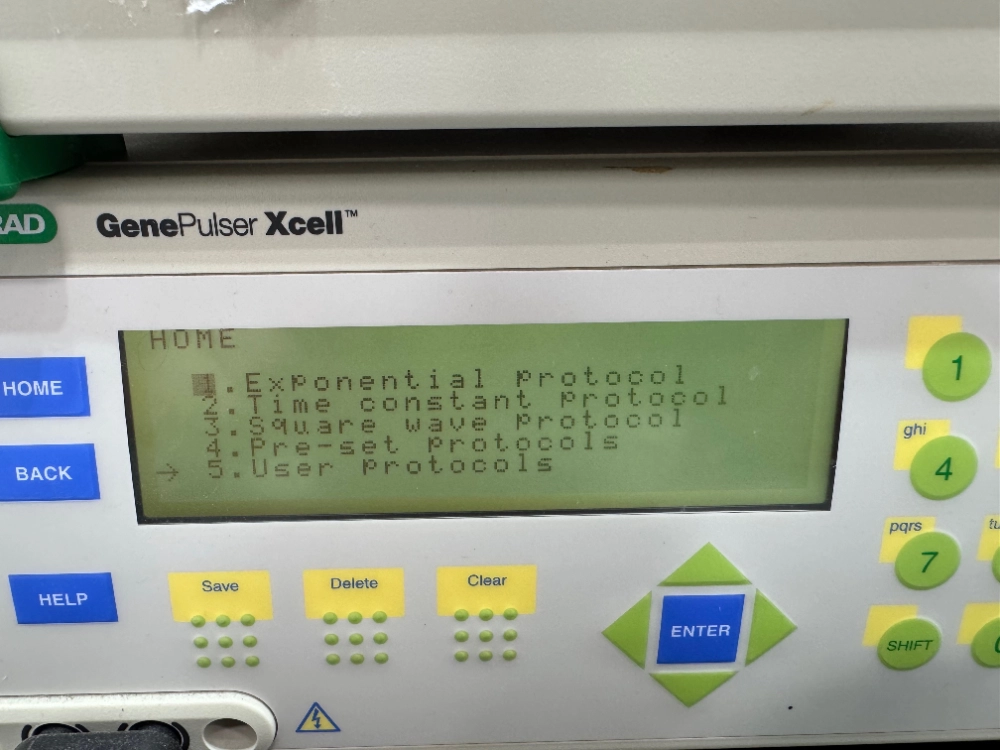 RAD
GenePulser Xcell™
HOME
1.Exponential protocol
2.Time constant protocol
3.Square wave protocol
4.Pre-set protocols
→ 5.User protocols
HOME
BACK
HELP
Save
Delete
Clear
ENTER
1
ghi
4
pqrs
7
tu
SHIFT